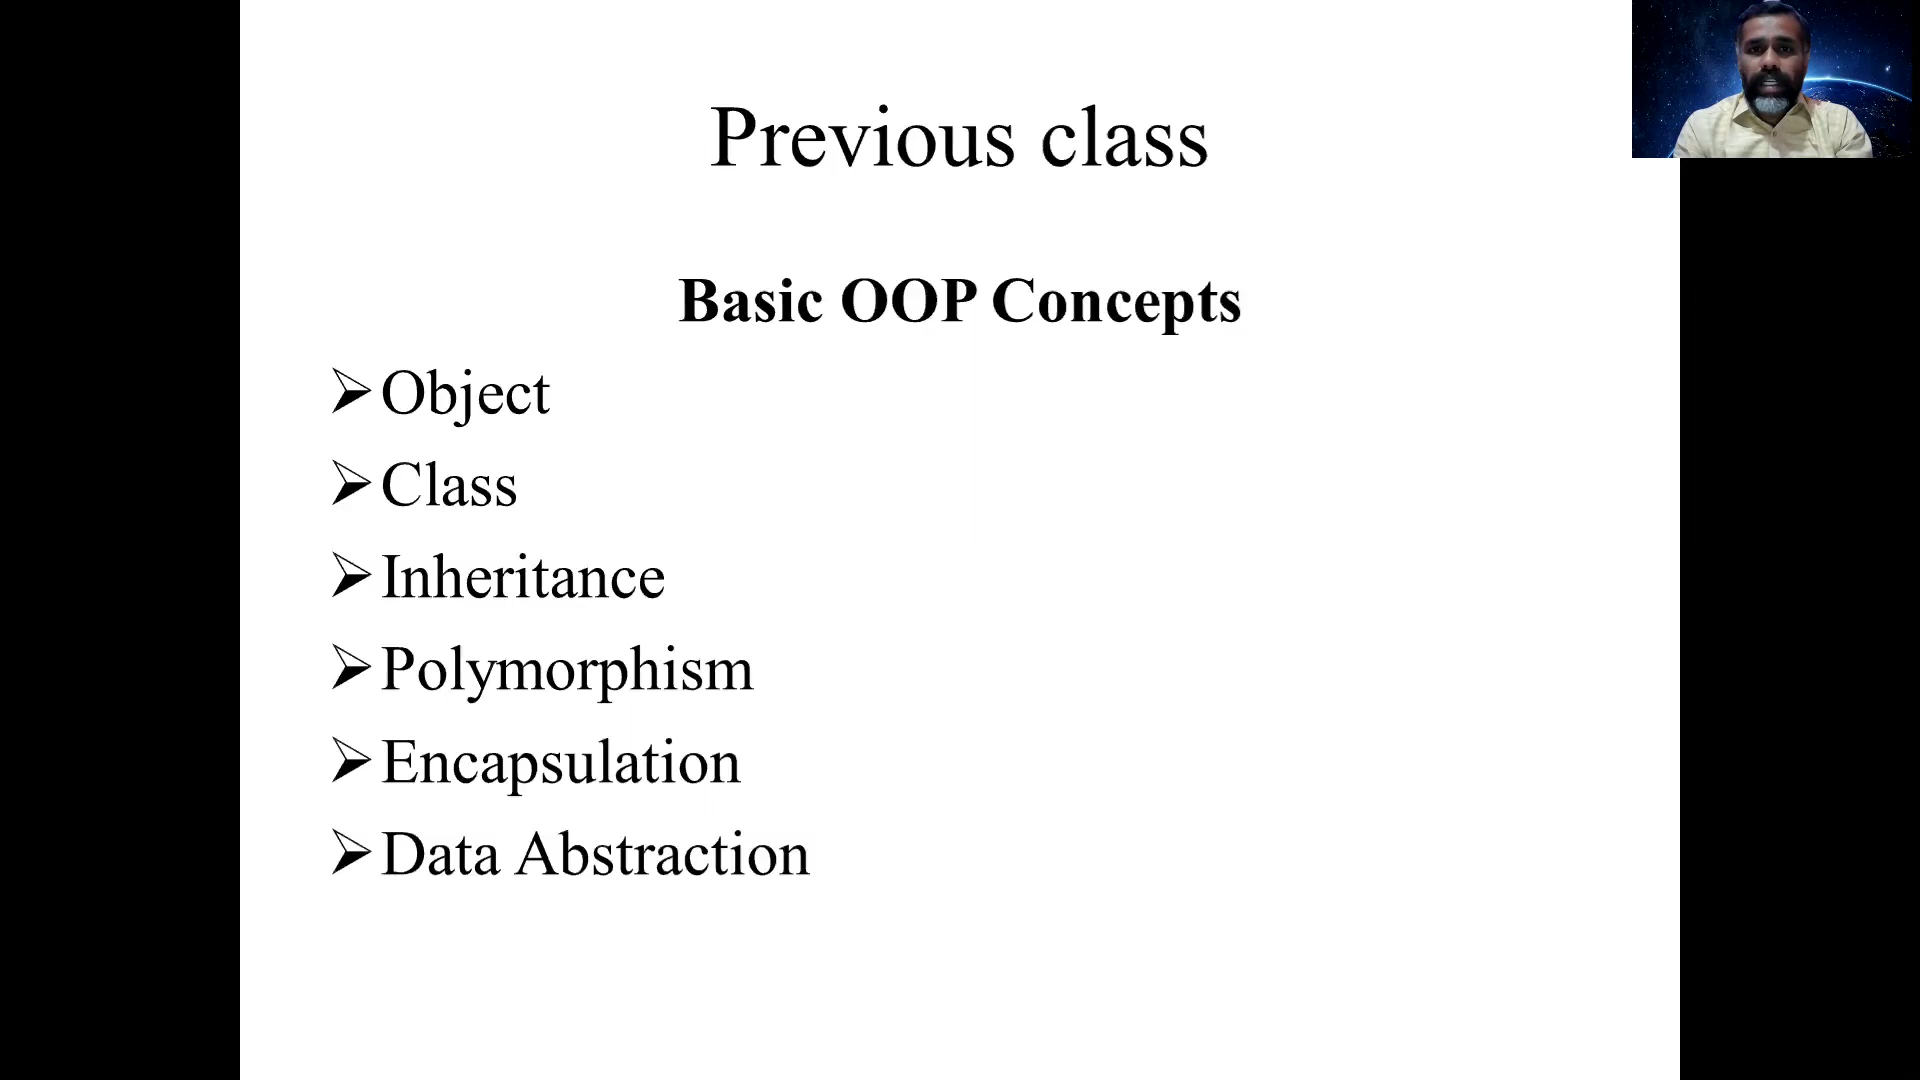 Previous class
Basic OOP Concepts
Object
Class
Inheritance
Polymorphism
Encapsulation
Data Abstraction